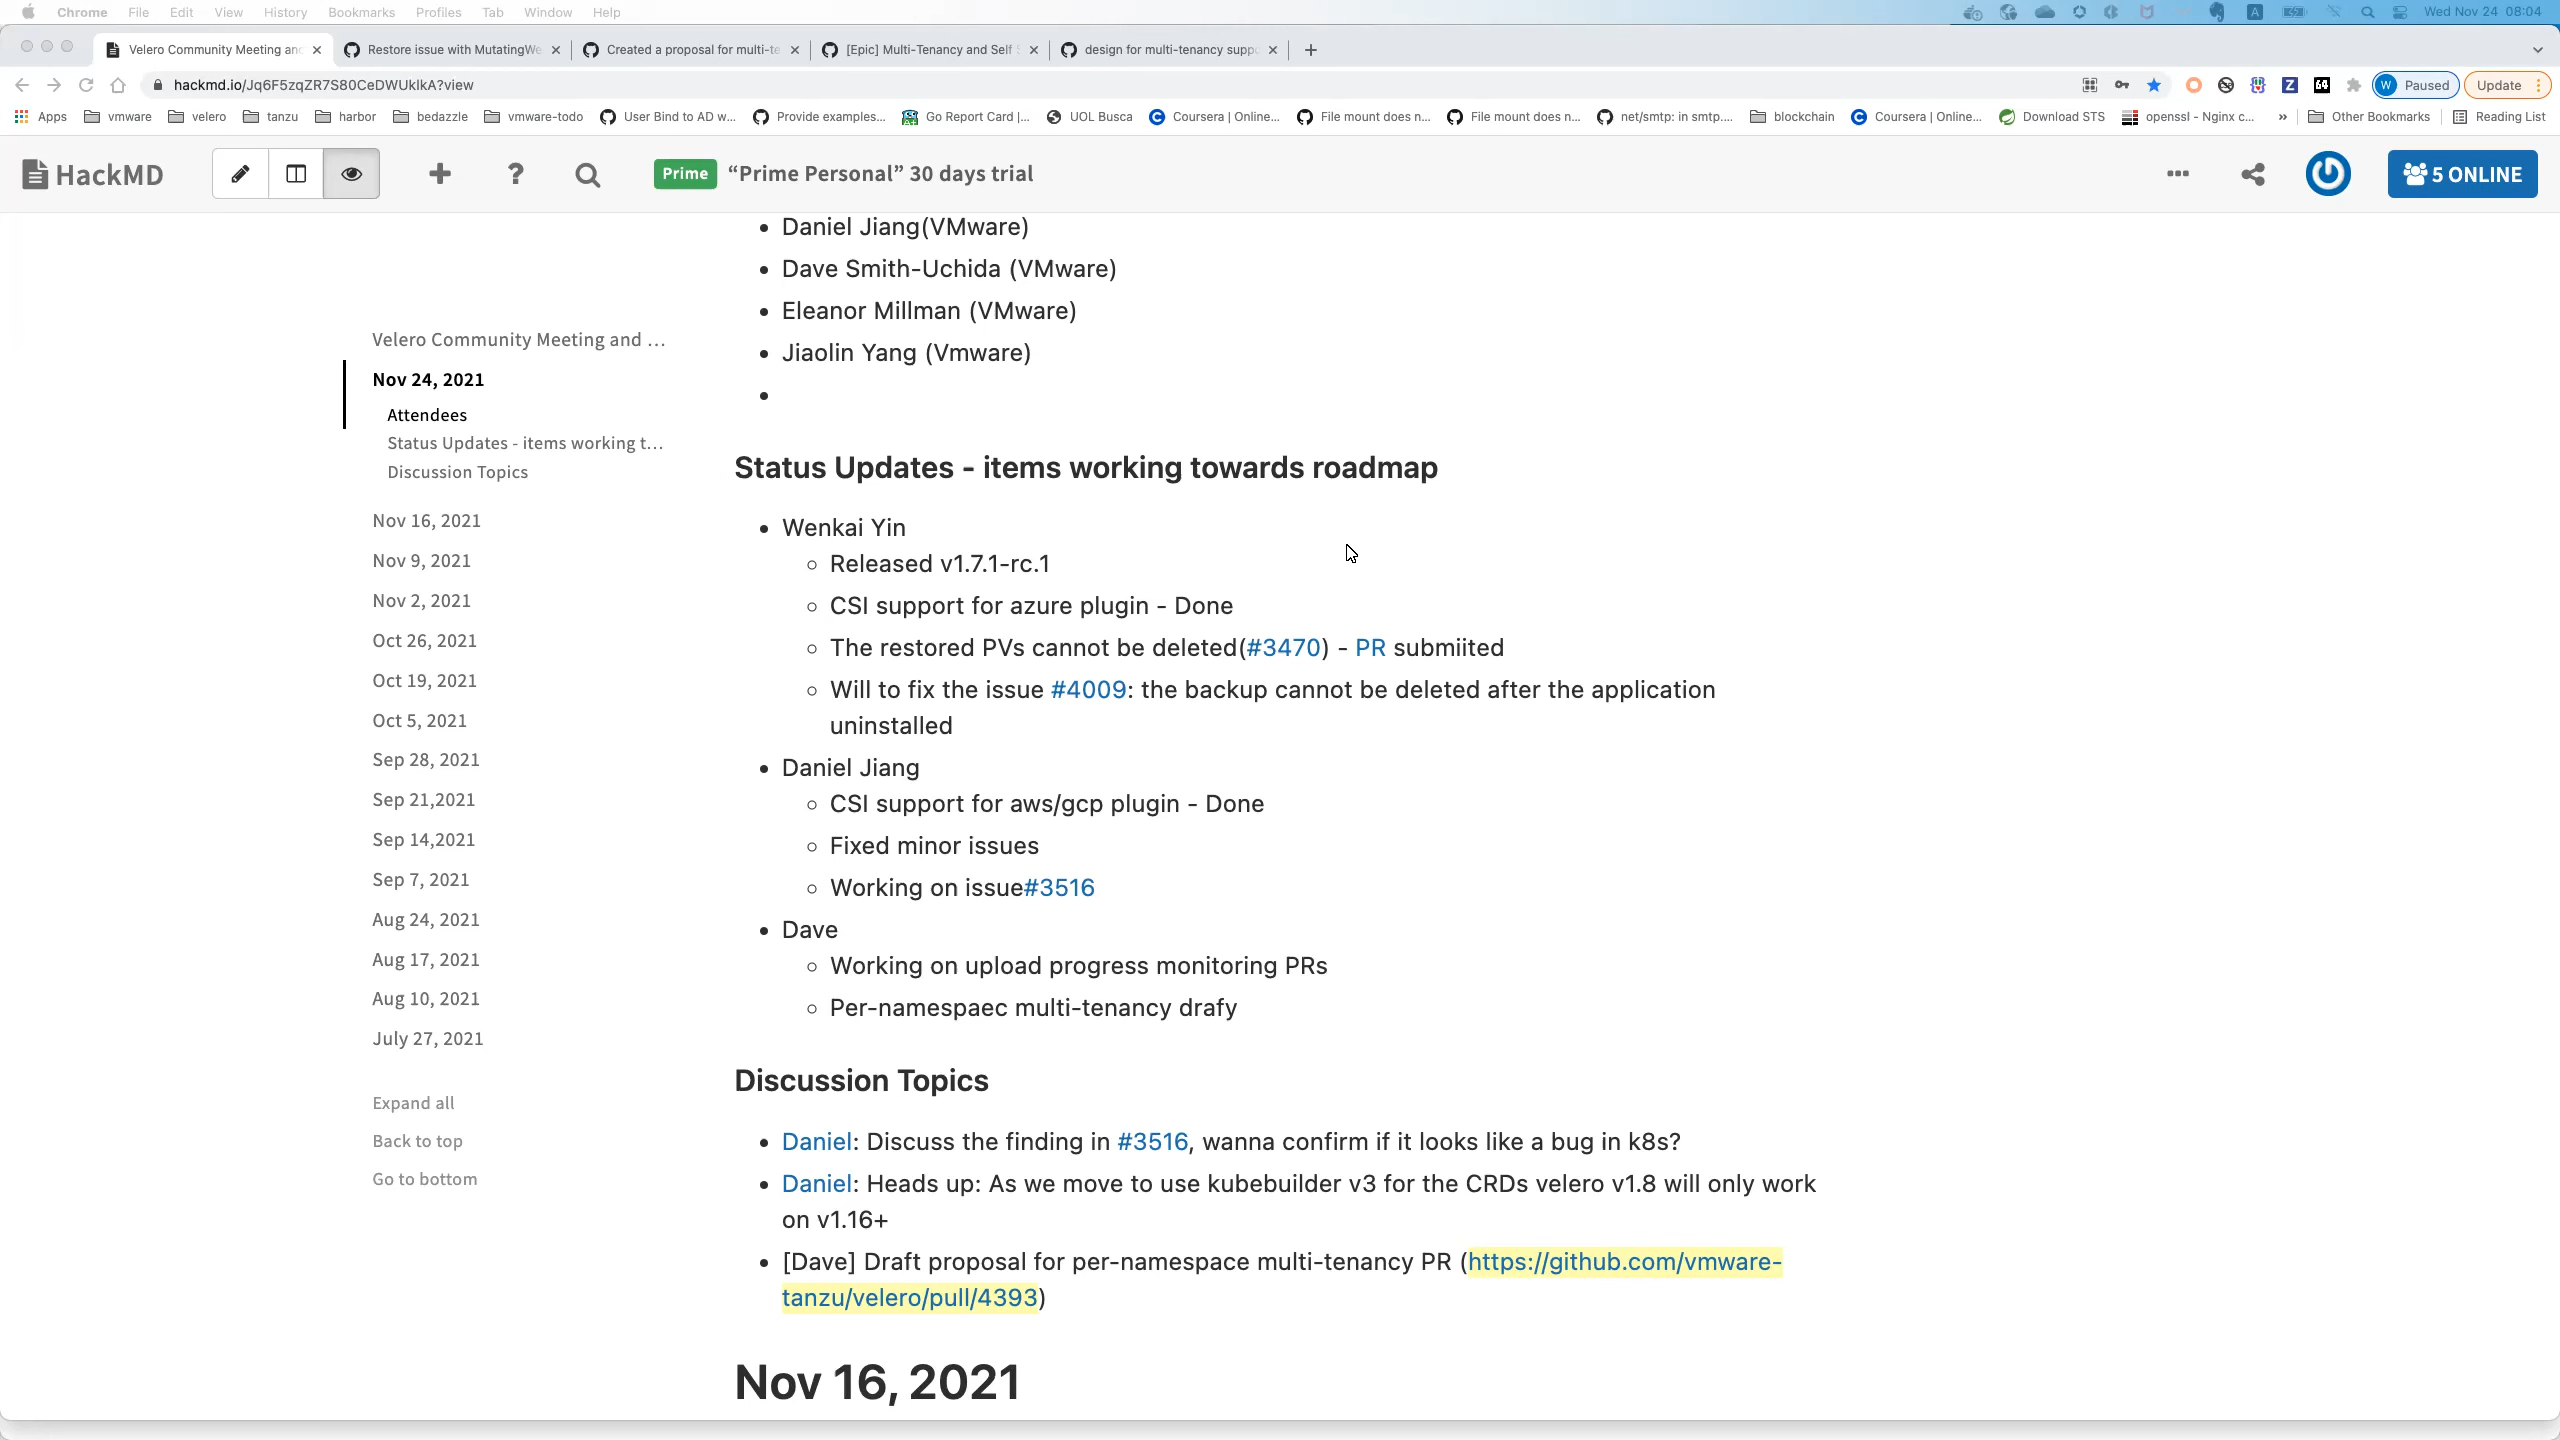 Chrome File Edit View History Bookmarks Profiles Tab Window Help Wed Nov 24 08:04
Velero Community Meeting and Restore issue with MutatingWe Created a proposal for multi-te [Epic] Multi-Tenancy and Self S design for multi-tenancy suppo
hackmd.io/Jq6F5zqZR7S80CeDWUklkA?view W Paused Update
Apps vmware velero tanzu harbor bedazzle vmware-todo User Bind to AD w... Provide examples... Go Report Card |... UOL Busca Coursera | Online... File mount does n... File mount does n... net/smtp: in smtp.... blockchain Coursera | Online... Download STS openssl - Nginx c... » Other Bookmarks Reading List
HackMD Prime “Prime Personal” 30 days trial 5 ONLINE
Velero Community Meeting and ...
Nov 24, 2021
Attendees
Status Updates - items working t...
Discussion Topics
Nov 16, 2021
Nov 9, 2021
Nov 2, 2021
Oct 26, 2021
Oct 19, 2021
Oct 5, 2021
Sep 28, 2021
Sep 21,2021
Sep 14,2021
Sep 7, 2021
Aug 24, 2021
Aug 17, 2021
Aug 10, 2021
July 27, 2021
Expand all
Back to top
Go to bottom
Daniel Jiang(VMware)
Dave Smith-Uchida (VMware)
Eleanor Millman (VMware)
Jiaolin Yang (Vmware)
Status Updates - items working towards roadmap
Wenkai Yin
Released v1.7.1-rc.1
CSI support for azure plugin - Done
The restored PVs cannot be deleted(#3470) - PR submiited
Will to fix the issue #4009: the backup cannot be deleted after the application
uninstalled
Daniel Jiang
CSI support for aws/gcp plugin - Done
Fixed minor issues
Working on issue#3516
Dave
Working on upload progress monitoring PRs
Per-namespaec multi-tenancy drafy
Discussion Topics
Daniel: Discuss the finding in #3516, wanna confirm if it looks like a bug in k8s?
Daniel: Heads up: As we move to use kubebuilder v3 for the CRDs velero v1.8 will only work
on v1.16+
[Dave] Draft proposal for per-namespace multi-tenancy PR (https://github.com/vmware-
tanzu/velero/pull/4393)
Nov 16, 2021